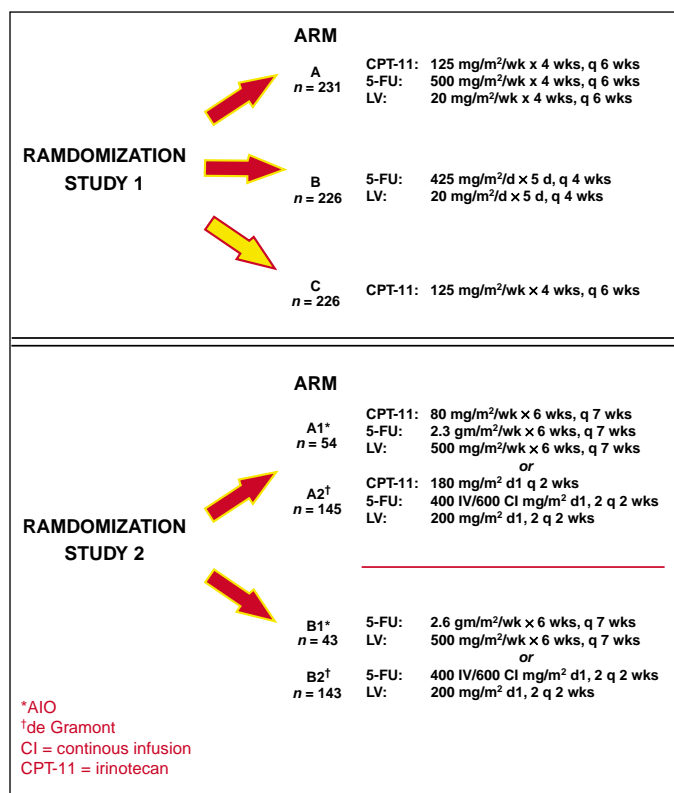 ARM
A
n = 231
CPT-11: 125 mg/m²/wk x 4 wks, q 6 wks
5-FU: 500 mg/m²/wk x 4 wks, q 6 wks
LV: 20 mg/m²/wk x 4 wks, q 6 wks
RAMDOMIZATION
STUDY 1
B
n = 226
5-FU: 425 mg/m²/d × 5 d, q 4 wks
LV: 20 mg/m²/d × 5 d, q 4 wks
C
n = 226
CPT-11: 125 mg/m²/wk × 4 wks, q 6 wks
ARM
A1*
n = 54
CPT-11: 80 mg/m²/wk × 6 wks, q 7 wks
5-FU: 2.3 gm/m²/wk × 6 wks, q 7 wks
LV: 500 mg/m²/wk × 6 wks, q 7 wks
or
A2†
n = 145
CPT-11: 180 mg/m² d1 q 2 wks
5-FU: 400 IV/600 CI mg/m² d1, 2 q 2 wks
LV: 200 mg/m² d1, 2 q 2 wks
RAMDOMIZATION
STUDY 2
B1*
n = 43
5-FU: 2.6 gm/m²/wk × 6 wks, q 7 wks
LV: 500 mg/m²/wk × 6 wks, q 7 wks
or
B2†
n = 143
5-FU: 400 IV/600 CI mg/m² d1, 2 q 2 wks
LV: 200 mg/m² d1, 2 q 2 wks
*AIO
†de Gramont
CI = continous infusion
CPT-11 = irinotecan